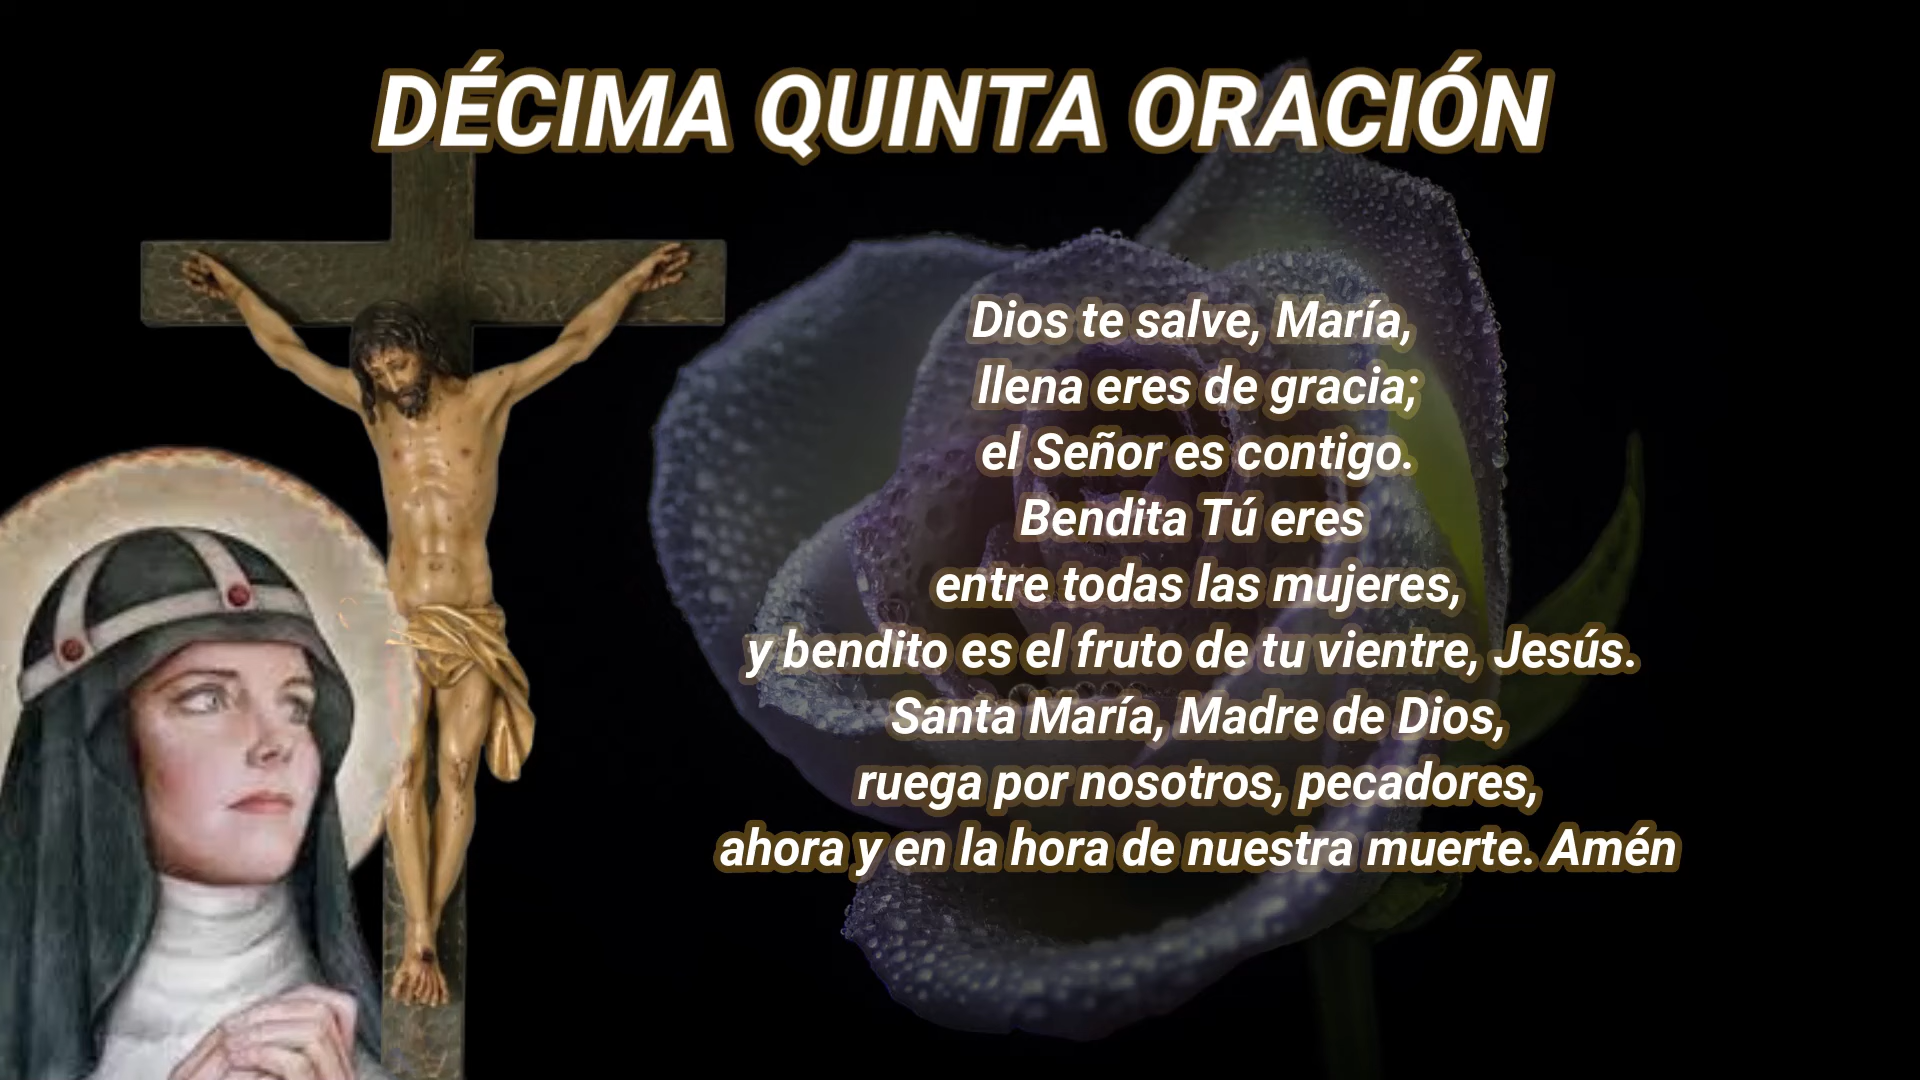 DÉCIMA QUINTA ORACIÓN
Dios te salve, María,
llena eres de gracia;
el Señor es contigo.
Bendita Tú eres
entre todas las mujeres,
y bendito es el fruto de tu vientre, Jesús.
Santa María, Madre de Dios,
ruega por nosotros, pecadores,
ahora y en la hora de nuestra muerte. Amén